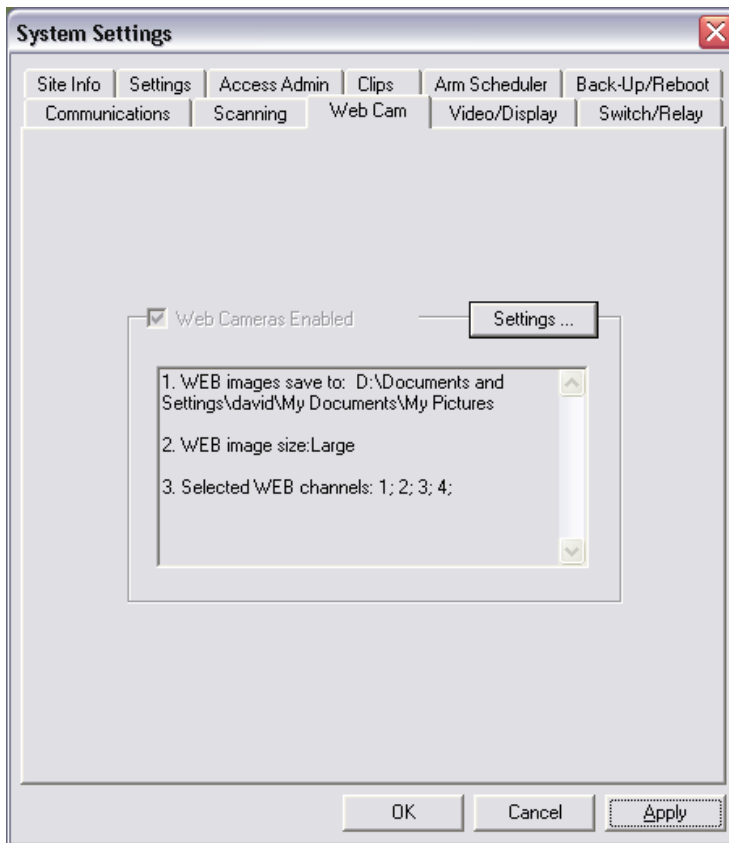 System Settings
Site Info Settings Access Admin Clips Arm Scheduler Back-Up/Reboot
Communications Scanning Web Cam Video/Display Switch/Relay
Web Cameras Enabled Settings ...
1. WEB images save to: D:\Documents and
Settings\david\My Documents\My Pictures
2. WEB image size:Large
3. Selected WEB channels: 1; 2; 3; 4;
OK Cancel Apply